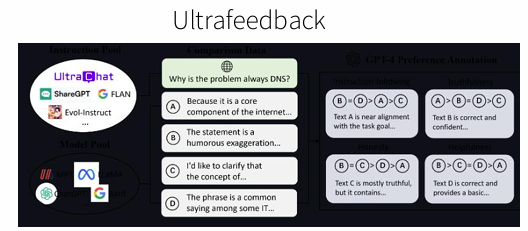 Ultrafeedback
Instruction Pool
Comparison Data
GPT-4 Preference Annotation
UltraChat
ShareGPT
FLAN
Evol-Instruct
...
Model Pool
Why is the problem always DNS?
A
Because it is a core
component of the internet...
B
The statement is a
humorous exaggeration...
C
I'd like to clarify that
the concept of...
D
The phrase is a common
saying among some IT...
Instruction following
B = D > A > C
Text A is near alignment
with the task goal...
Truthfulness
A > B = D > C
Text B is correct and
confident...
Honesty
B = C > D > A
Text C is mostly truthful,
but it contains...
Helpfulness
B > C = D > A
Text D is correct and
provides a basic...